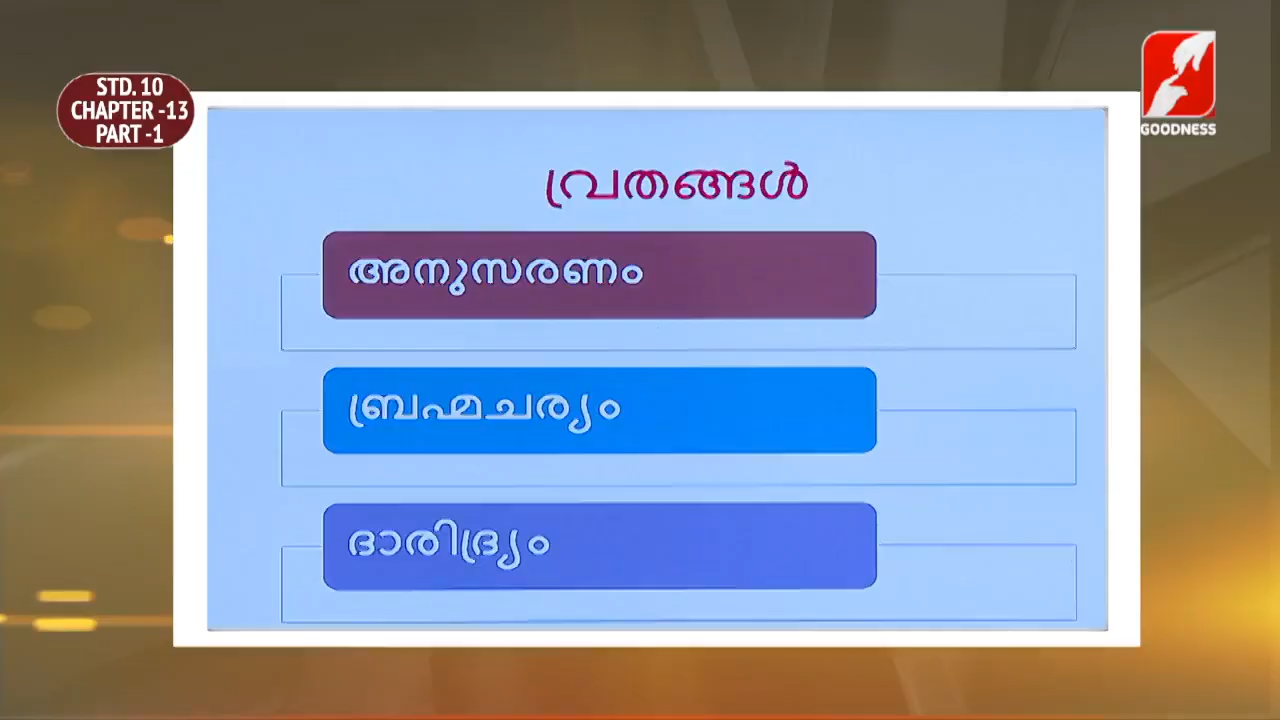 STD. 10
CHAPTER -13
PART -1
GOODNESS
വ്രതങ്ങൾ
അനുസരണം
ബ്രഹ്മചര്യം
ദാരിദ്ര്യം